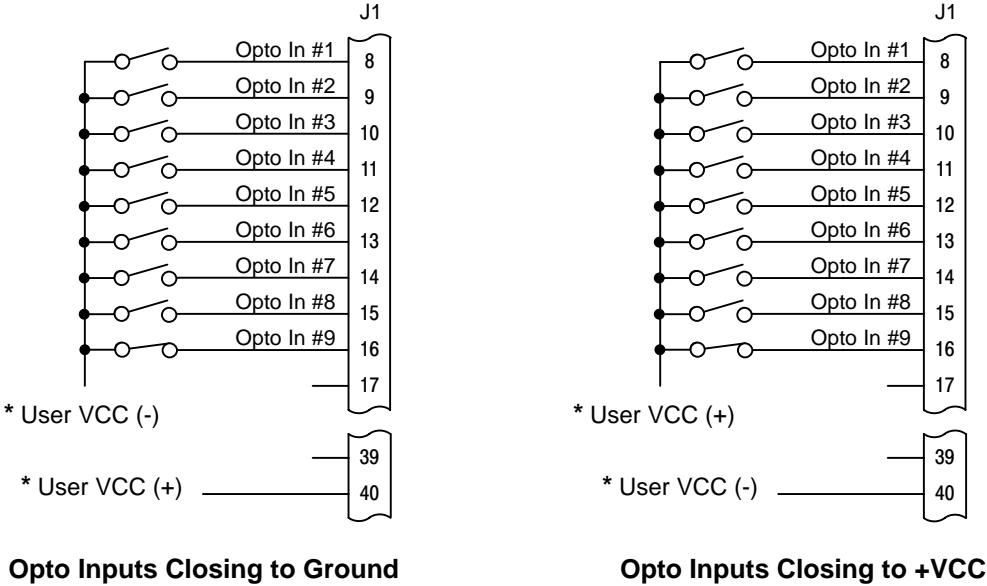 J1
Opto In #1 8
Opto In #2 9
Opto In #3 10
Opto In #4 11
Opto In #5 12
Opto In #6 13
Opto In #7 14
Opto In #8 15
Opto In #9 16
17
* User VCC (-)
39
* User VCC (+) 40
Opto Inputs Closing to Ground
J1
Opto In #1 8
Opto In #2 9
Opto In #3 10
Opto In #4 11
Opto In #5 12
Opto In #6 13
Opto In #7 14
Opto In #8 15
Opto In #9 16
17
* User VCC (+)
39
* User VCC (-) 40
Opto Inputs Closing to +VCC